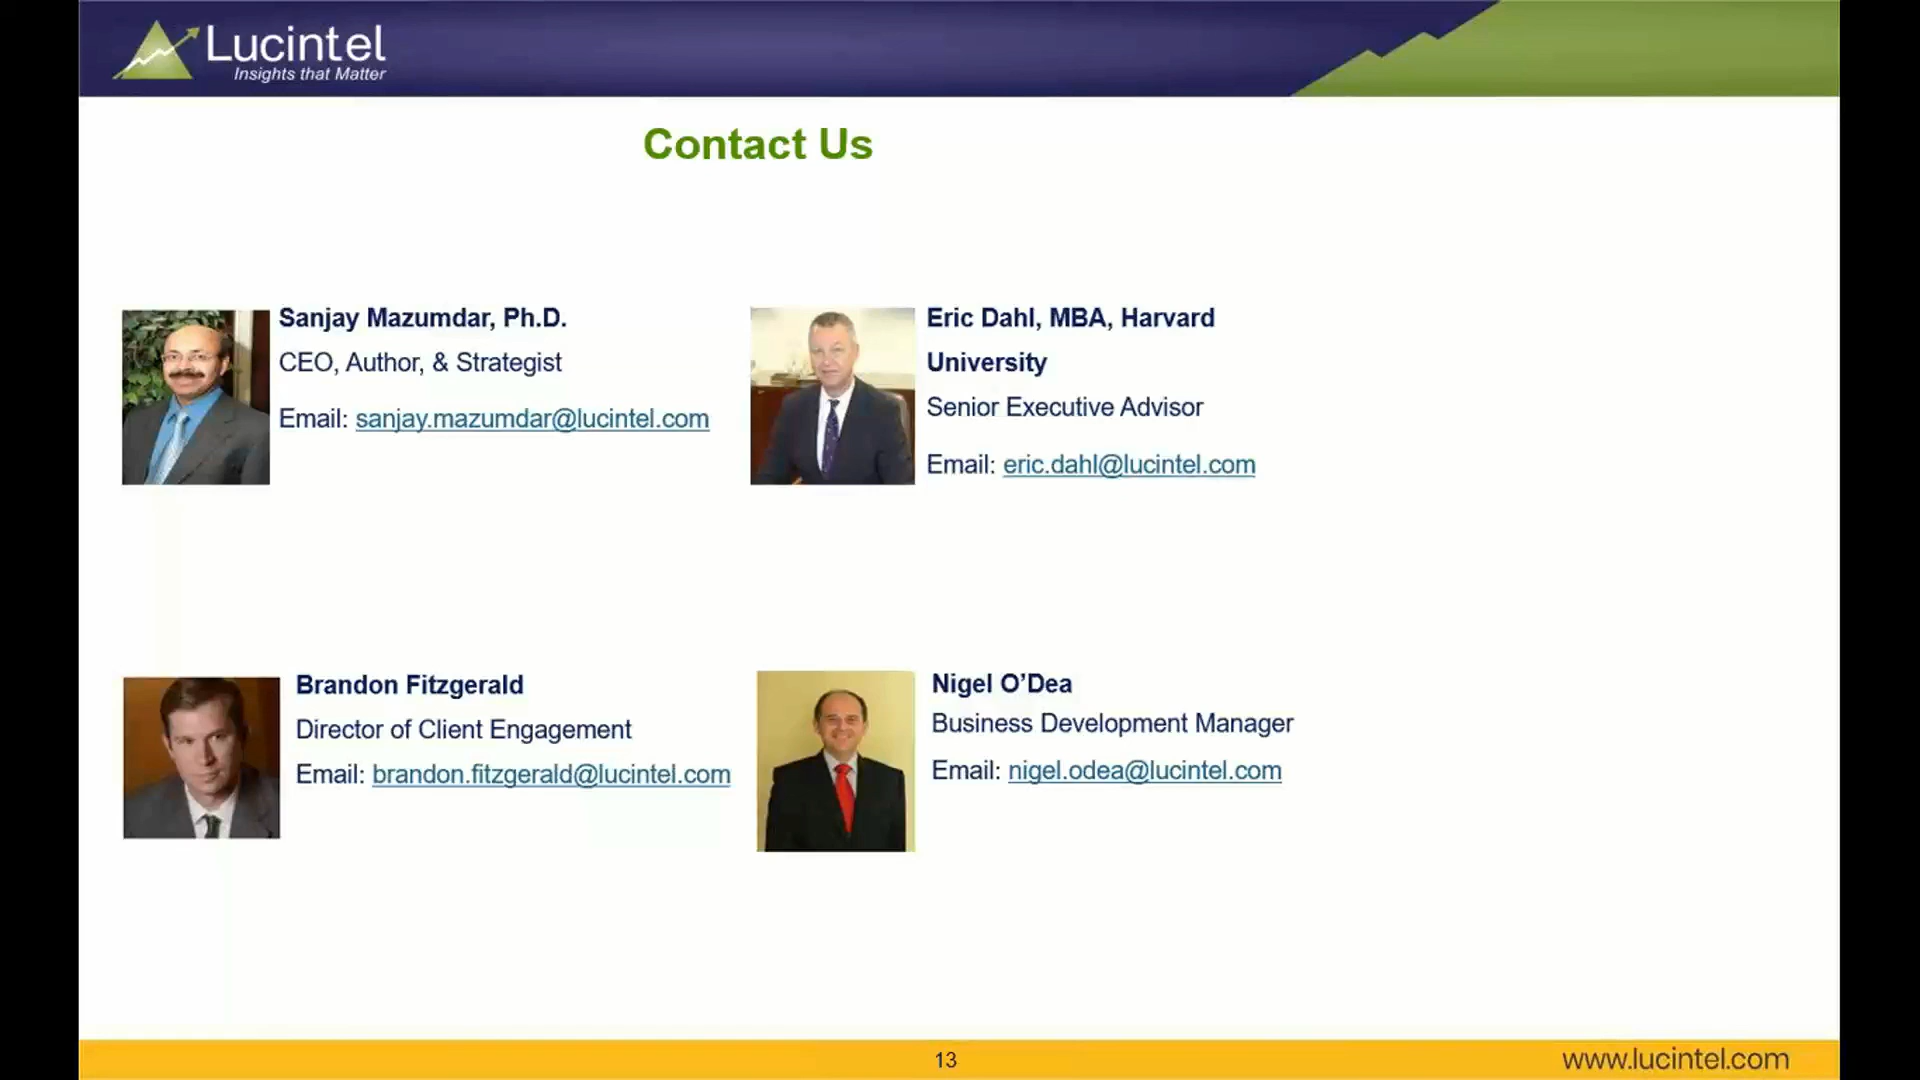 Lucintel
Insights that Matter
Contact Us
Sanjay Mazumdar, Ph.D.
CEO, Author, & Strategist
Email: sanjay.mazumdar@lucintel.com
Eric Dahl, MBA, Harvard
University
Senior Executive Advisor
Email: eric.dahl@lucintel.com
Brandon Fitzgerald
Director of Client Engagement
Email: brandon.fitzgerald@lucintel.com
Nigel O’Dea
Business Development Manager
Email: nigel.odea@lucintel.com
13
www.lucintel.com